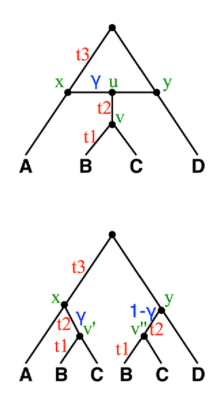 t3
x γ u y
t2
v
t1
A B C D
t3
x 1-γ y
t2 γ v' v'' t2
t1 t1
A B C B C D